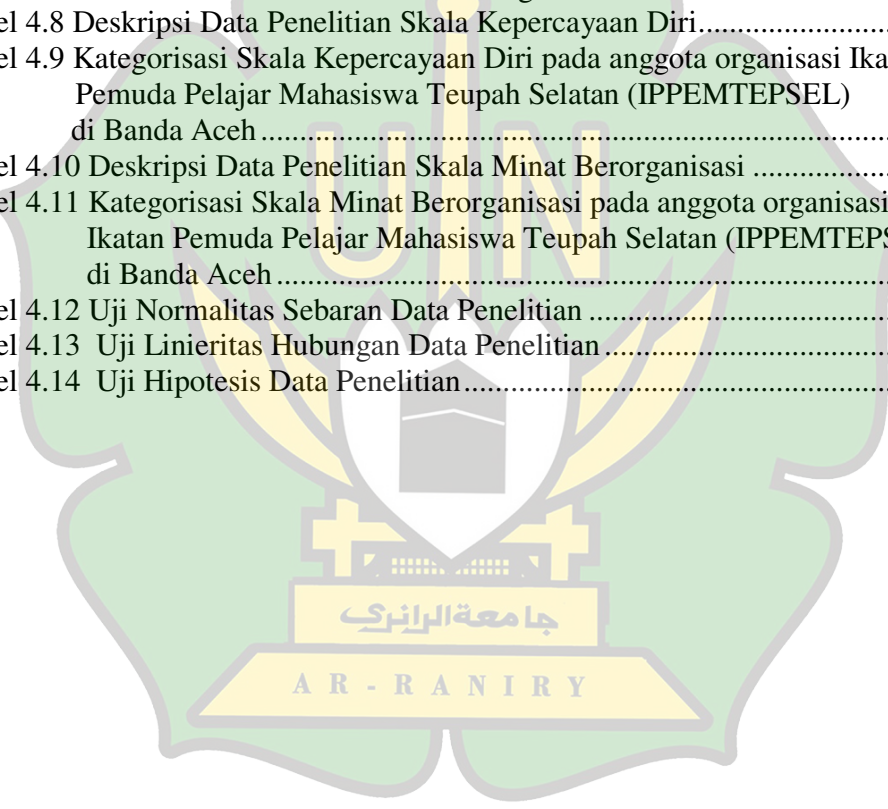 el 4.8 Deskripsi Data Penelitian Skala Kepercayaan Diri..........................
el 4.9 Kategorisasi Skala Kepercayaan Diri pada anggota organisasi Ika
Pemuda Pelajar Mahasiswa Teupah Selatan (IPPEMTEPSEL)
di Banda Aceh................................................................................
el 4.10 Deskripsi Data Penelitian Skala Minat Berorganisasi ..................
el 4.11 Kategorisasi Skala Minat Berorganisasi pada anggota organisasi
Ikatan Pemuda Pelajar Mahasiswa Teupah Selatan (IPPEMTEPS
di Banda Aceh..............................................................................
el 4.12 Uji Normalitas Sebaran Data Penelitian ......................................
el 4.13 Uji Linieritas Hubungan Data Penelitian....................................
el 4.14 Uji Hipotesis Data Penelitian.....................................................
UIN
جامعةالرانري
AR-RANIRY